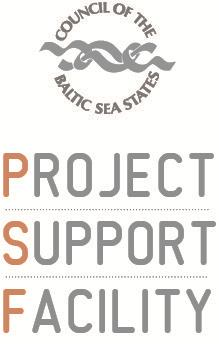 COUNCIL OF THE
BALTIC SEA STATES
PROJECT
SUPPORT
FACILITY